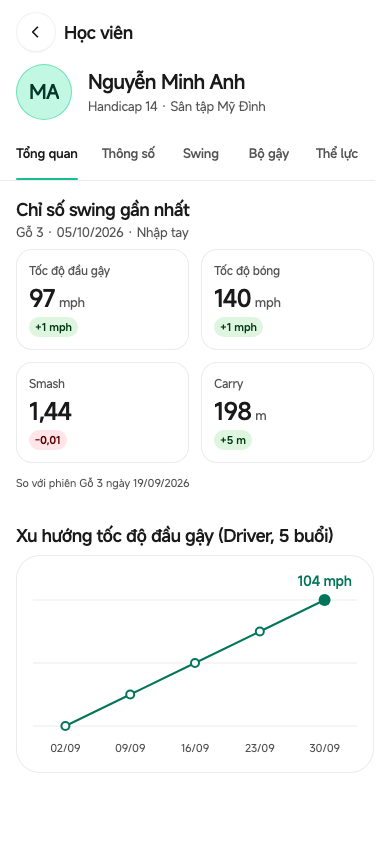 Học viên
MA
Nguyễn Minh Anh
Handicap 14 · Sân tập Mỹ Đình
Tổng quan Thông số Swing Bộ gậy Thể lực
Chỉ số swing gần nhất
Gỗ 3 · 05/10/2026 · Nhập tay
Tốc độ đầu gậy
97 mph
+1 mph
Tốc độ bóng
140 mph
+1 mph
Smash
1,44
-0,01
Carry
198 m
+5 m
So với phiên Gỗ 3 ngày 19/09/2026
Xu hướng tốc độ đầu gậy (Driver, 5 buổi)
104 mph
02/09 09/09 16/09 23/09 30/09